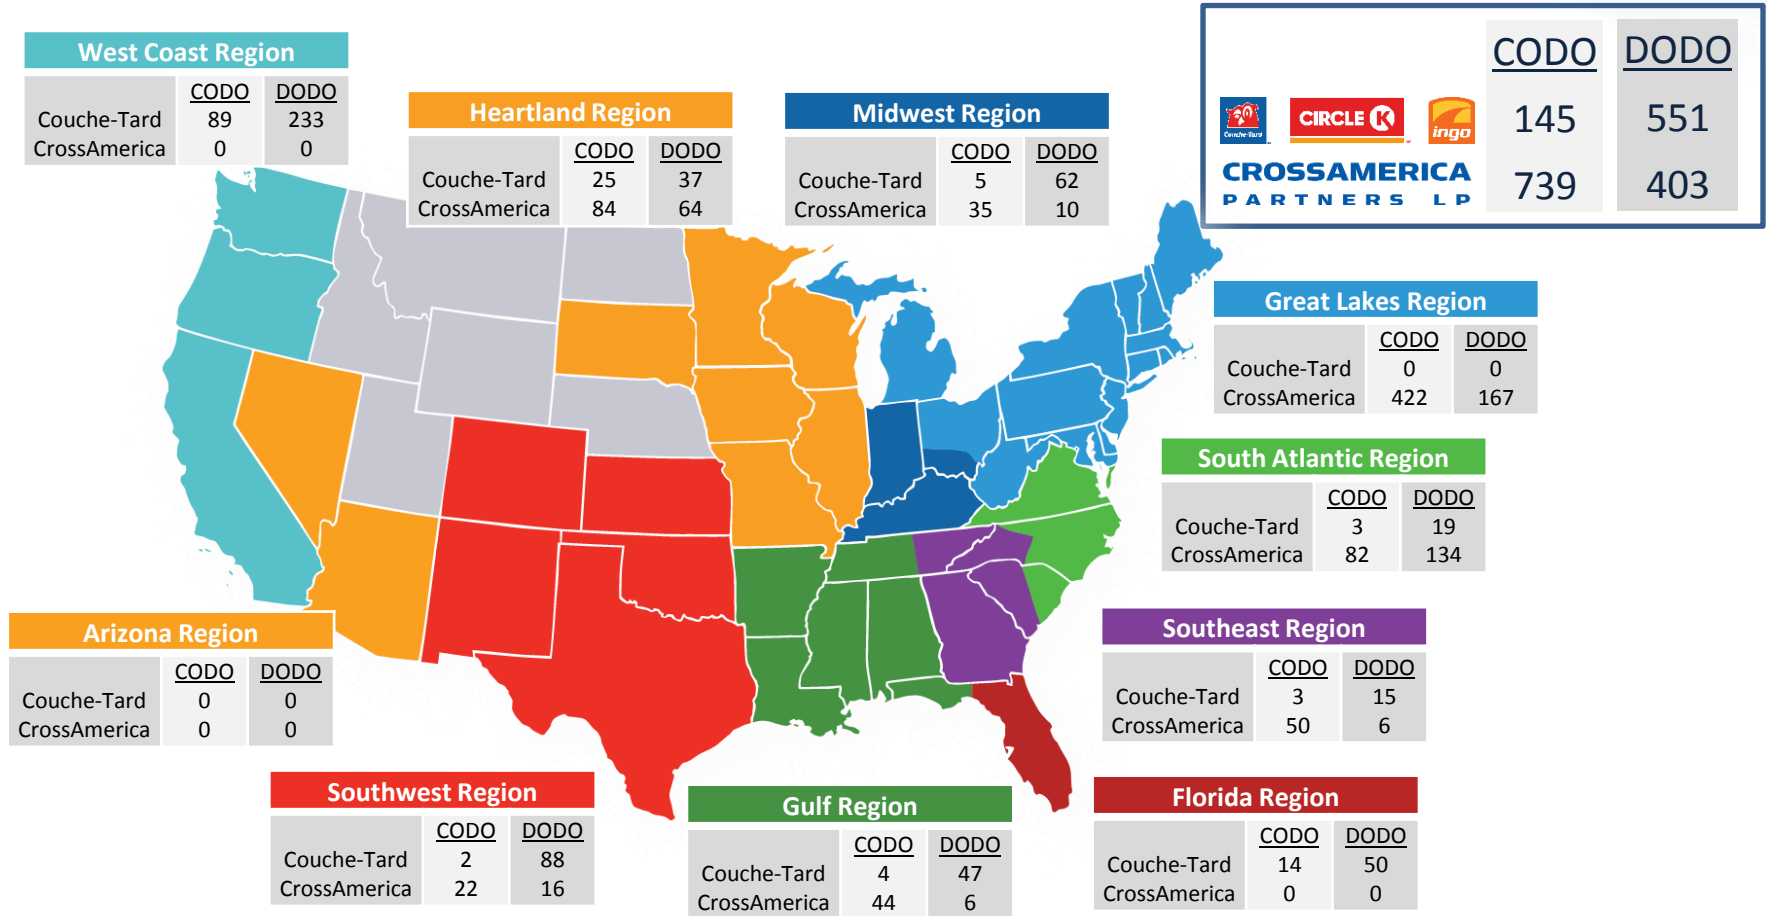 West Coast Region
CODO DODO
Couche-Tard 89 233
CrossAmerica 0 0
Heartland Region
CODO DODO
Couche-Tard 25 37
CrossAmerica 84 64
Midwest Region
CODO DODO
Couche-Tard 5 62
CrossAmerica 35 10
CODO DODO
Couche-Tard CIRCLE K ingo 145 551
CROSSAMERICA
PARTNERS LP 739 403
Great Lakes Region
CODO DODO
Couche-Tard 0 0
CrossAmerica 422 167
South Atlantic Region
CODO DODO
Couche-Tard 3 19
CrossAmerica 82 134
Arizona Region
CODO DODO
Couche-Tard 0 0
CrossAmerica 0 0
Southeast Region
CODO DODO
Couche-Tard 3 15
CrossAmerica 50 6
Southwest Region
CODO DODO
Couche-Tard 2 88
CrossAmerica 22 16
Gulf Region
CODO DODO
Couche-Tard 4 47
CrossAmerica 44 6
Florida Region
CODO DODO
Couche-Tard 14 50
CrossAmerica 0 0